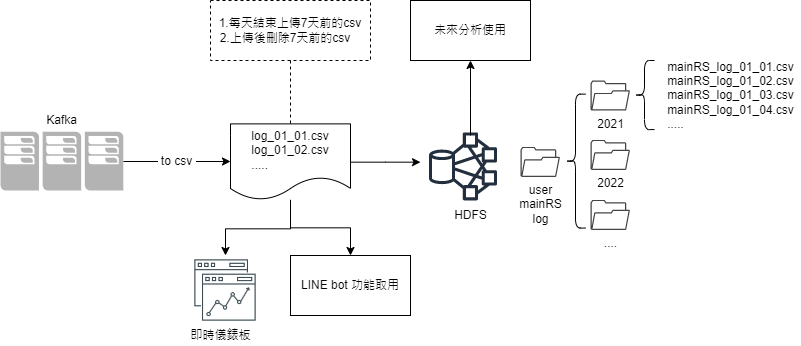 1.每天結束上傳7天前的csv
2.上傳後刪除7天前的csv
未來分析使用
Kafka
to csv
log_01_01.csv
log_01_02.csv
.....
HDFS
user
mainRS
log
2021
2022
....
mainRS_log_01_01.csv
mainRS_log_01_02.csv
mainRS_log_01_03.csv
mainRS_log_01_04.csv
.....
即時儀錶板
LINE bot 功能取用